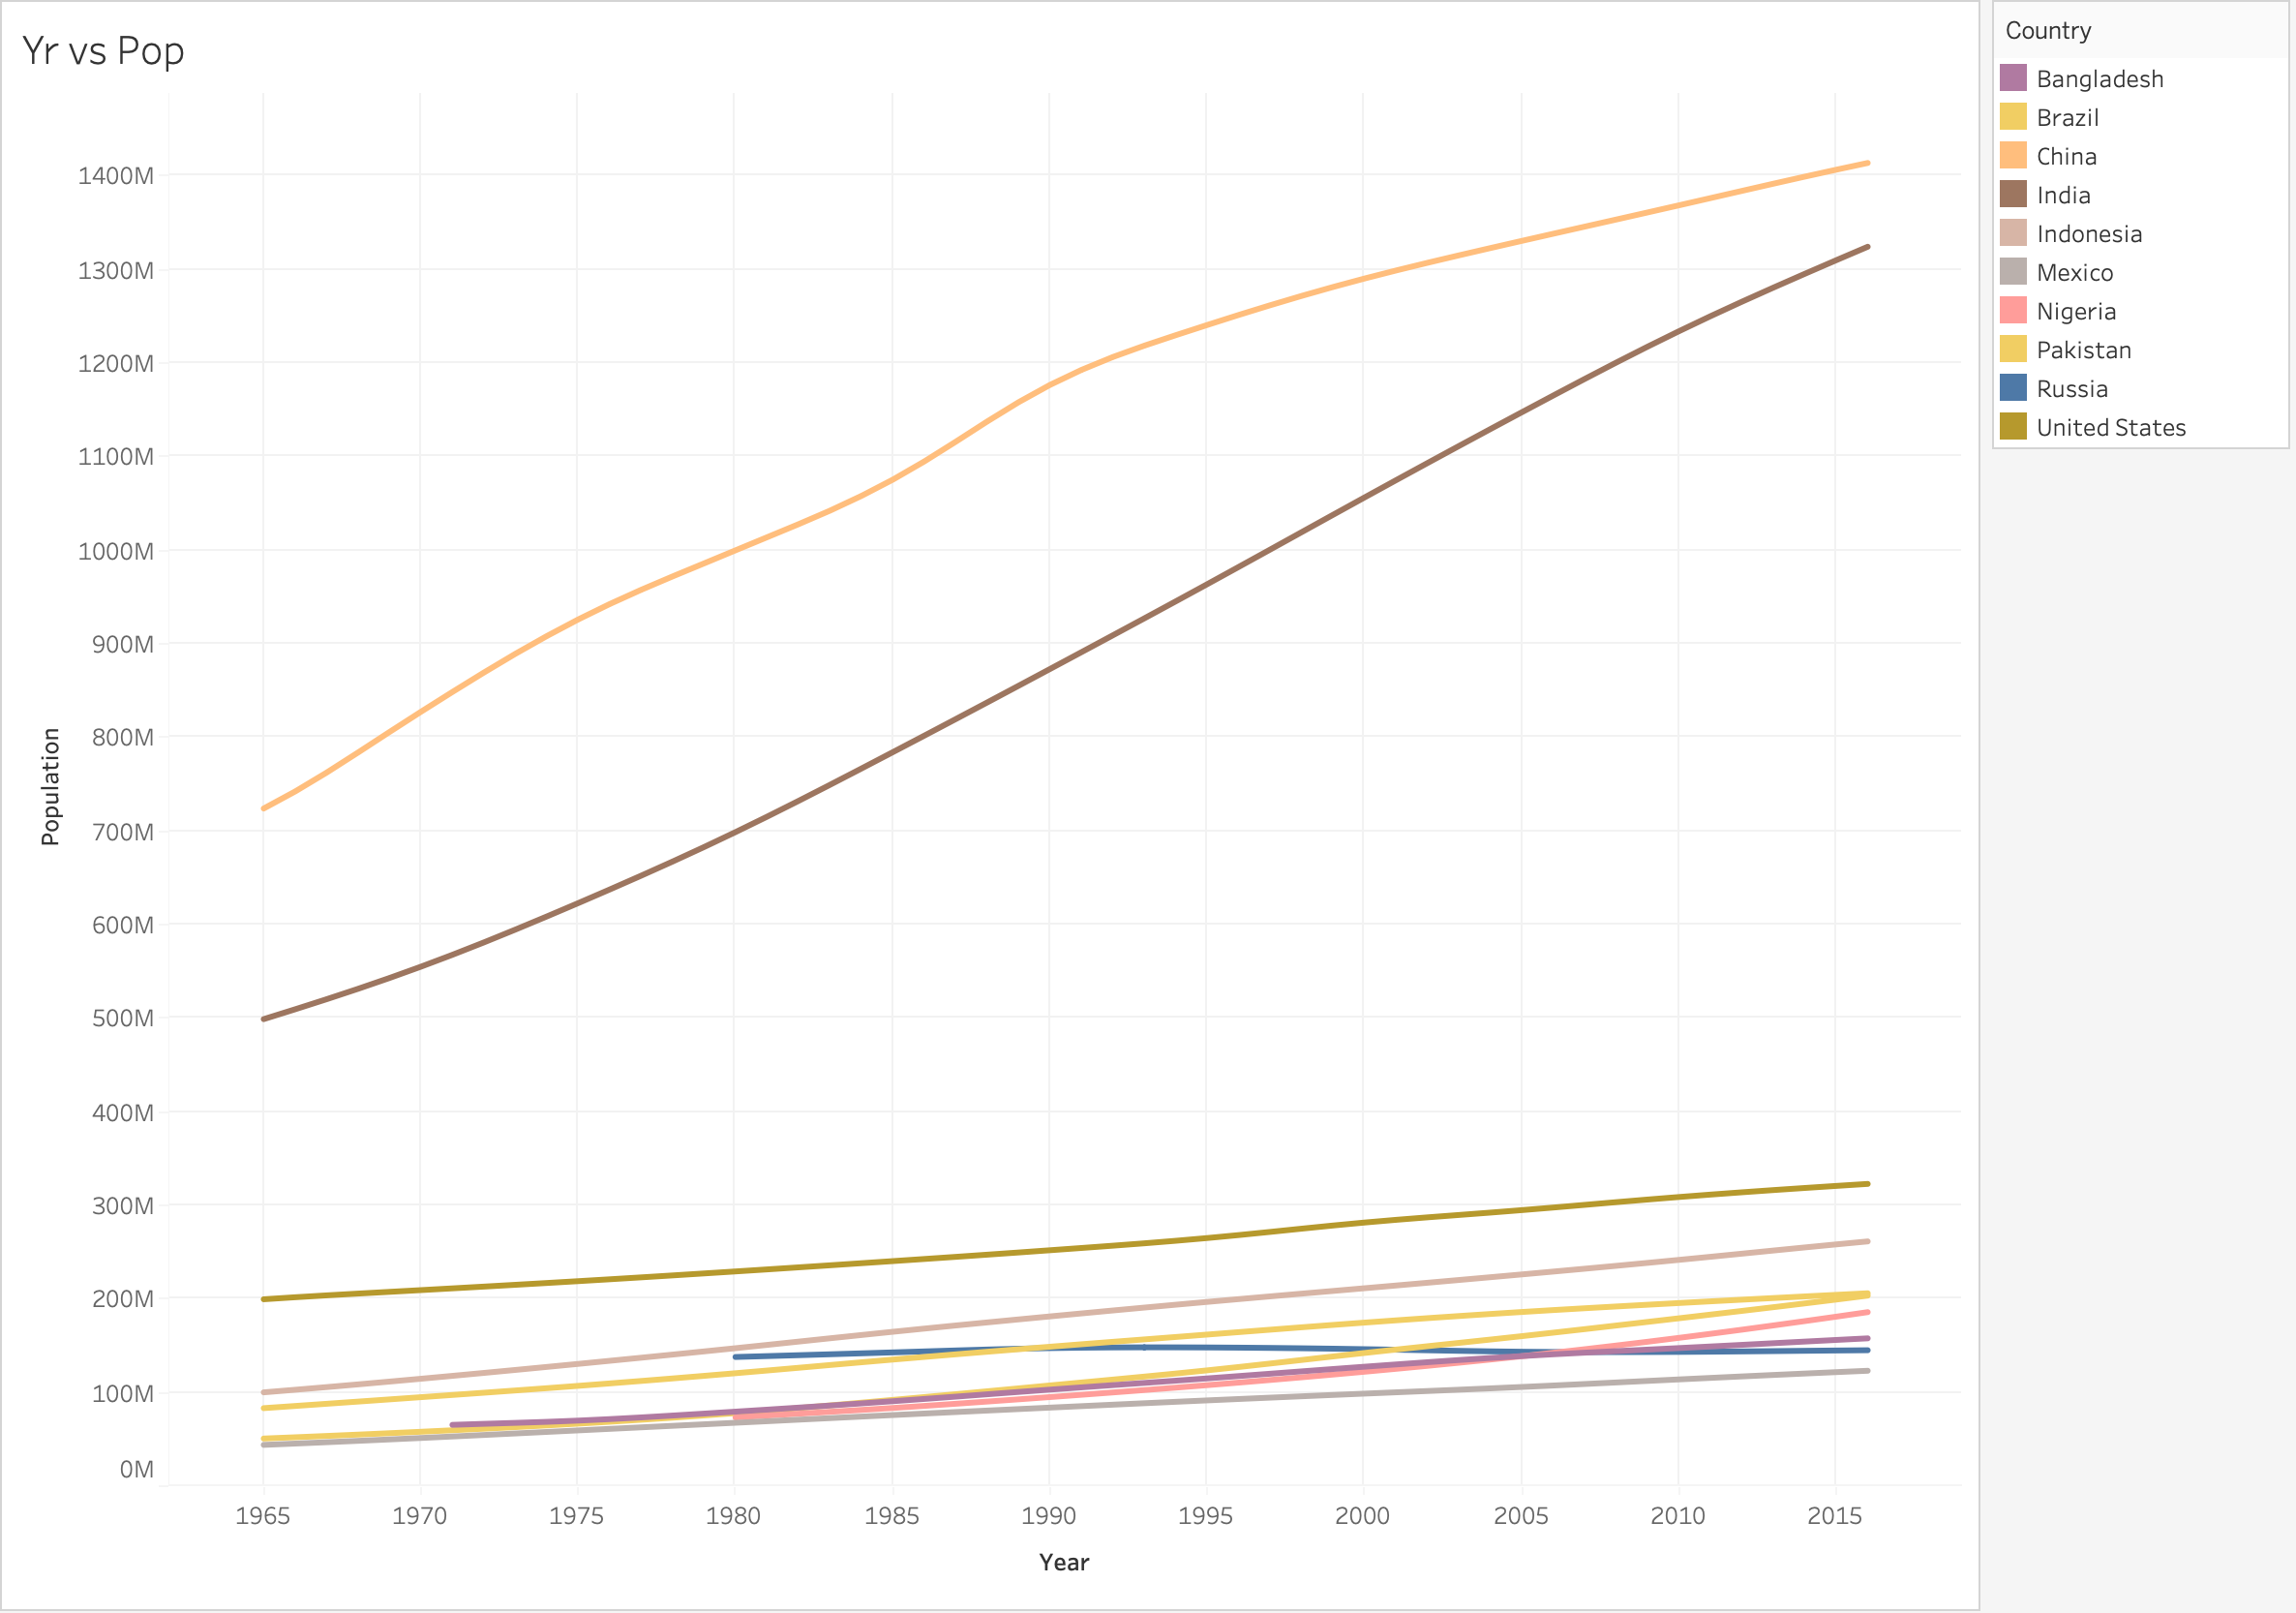 Yr vs Pop
Country
Bangladesh
Brazil
China
India
Indonesia
Mexico
Nigeria
Pakistan
Russia
United States
Population
1400M
1300M
1200M
1100M
1000M
900M
800M
700M
600M
500M
400M
300M
200M
100M
0M
1965 1970 1975 1980 1985 1990 1995 2000 2005 2010 2015
Year